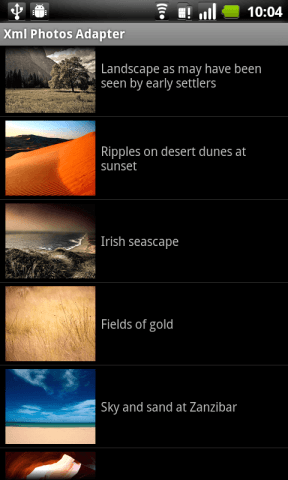 10:04
Xml Photos Adapter
Landscape as may have been
seen by early settlers
Ripples on desert dunes at
sunset
Irish seascape
Fields of gold
Sky and sand at Zanzibar